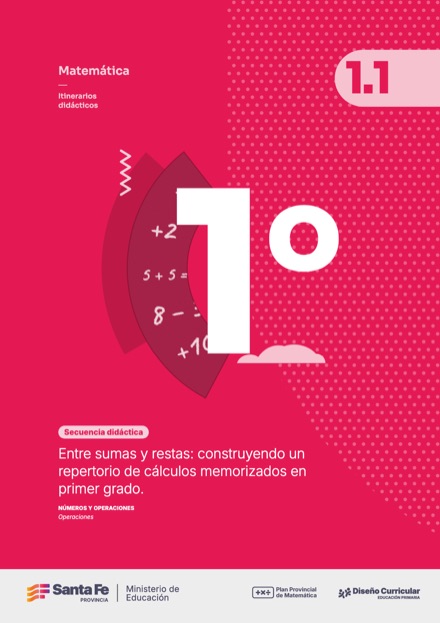 Matemática
1.1
Itinerarios
didácticos
1º
+2
5 + 5 =
8 -
+10
Secuencia didáctica
Entre sumas y restas: construyendo un
repertorio de cálculos memorizados en
primer grado.
NÚMEROS Y OPERACIONES
Operaciones
Santa Fe
PROVINCIA
Ministerio de
Educación
+×+
Plan Provincial
de Matemática
Diseño Curricular
EDUCACIÓN PRIMARIA